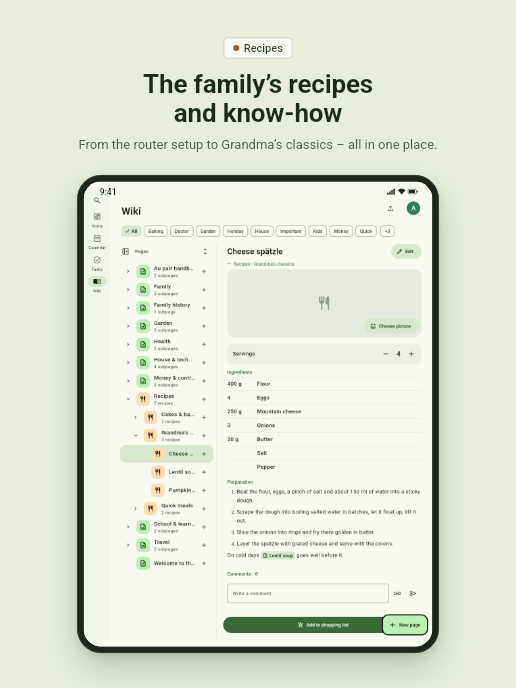 Recipes
The family's recipes
and know-how
From the router setup to Grandma's classics – all in one place.
9:41
Wiki
A
All
Baking
Doctor
Garden
Holiday
House
Important
Kids
Money
Quick
+3
Home
Calendar
Tasks
Wiki
Pages
Au pair handb...
2 subpages
Family
3 subpages
Family history
1 subpage
Garden
2 subpages
Health
2 subpages
House & tech
4 subpages
Money & contr...
3 subpages
Recipes
7 recipes
Cakes & ba...
2 recipes
Grandma's ...
3 recipes
Cheese ...
Lentil so...
Pumpkin...
Quick meals
2 recipes
School & learn...
2 subpages
Travel
2 subpages
Welcome to th...
Cheese spätzle
Edit
Recipes › Grandma's classics
Choose picture
Servings
− 4 +
Ingredients
400 g Flour
4 Eggs
250 g Mountain cheese
3 Onions
30 g Butter
Salt
Pepper
Preparation
1. Beat the flour, eggs, a pinch of salt and about 150 ml of water into a sticky
dough.
2. Scrape the dough into boiling salted water in batches, let it float up, lift it
out.
3. Slice the onions into rings and fry them golden in butter.
4. Layer the spätzle with grated cheese and serve with the onions.
On cold days Lentil soup goes well before it.
Comments · 0
Write a comment
Add to shopping list
+ New page